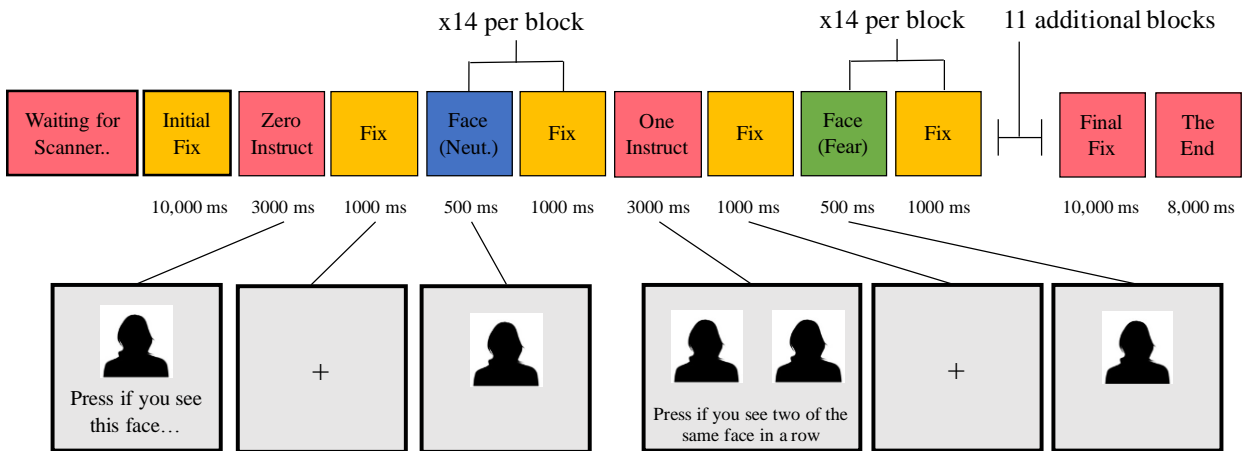 x14 per block
x14 per block
11 additional blocks
Waiting for
Scanner..
Initial
Fix
Zero
Instruct
Fix
Face
(Neut.)
Fix
One
Instruct
Fix
Face
(Fear)
Fix
Final
Fix
The
End
10,000 ms
3000 ms
1000 ms
500 ms
1000 ms
3000 ms
1000 ms
500 ms
1000 ms
10,000 ms
8,000 ms
Press if you see
this face…
+
Press if you see two of the
same face in a row
+